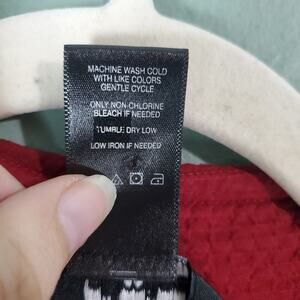 MACHINE WASH COLD
WITH LIKE COLORS
GENTLE CYCLE
ONLY NON-CHLORINE
BLEACH IF NEEDED
TUMBLE DRY LOW
LOW IRON IF NEEDED